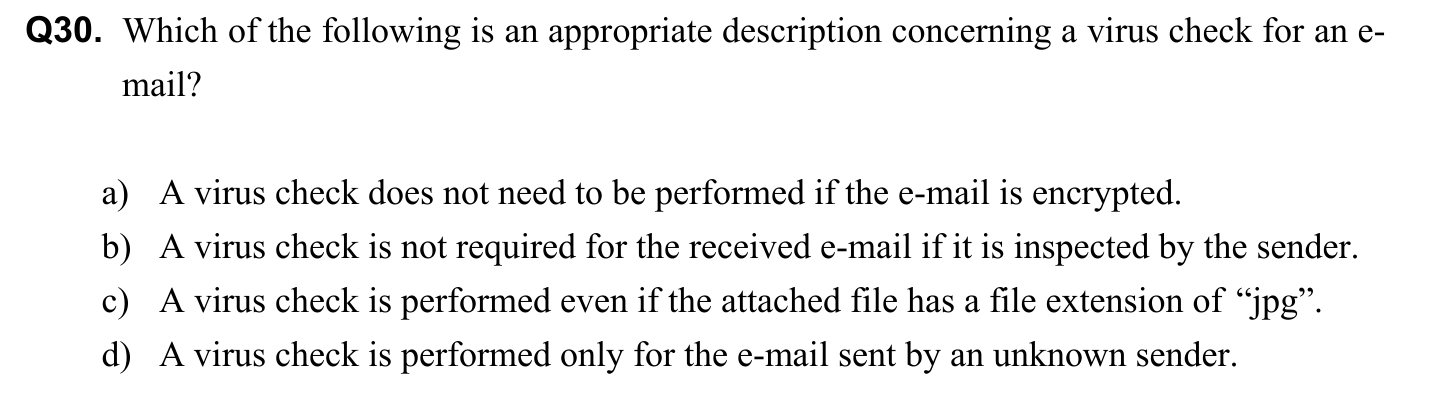 Q30. Which of the following is an appropriate description concerning a virus check for an e-
mail?
a) A virus check does not need to be performed if the e-mail is encrypted.
b) A virus check is not required for the received e-mail if it is inspected by the sender.
c) A virus check is performed even if the attached file has a file extension of “jpg”.
d) A virus check is performed only for the e-mail sent by an unknown sender.